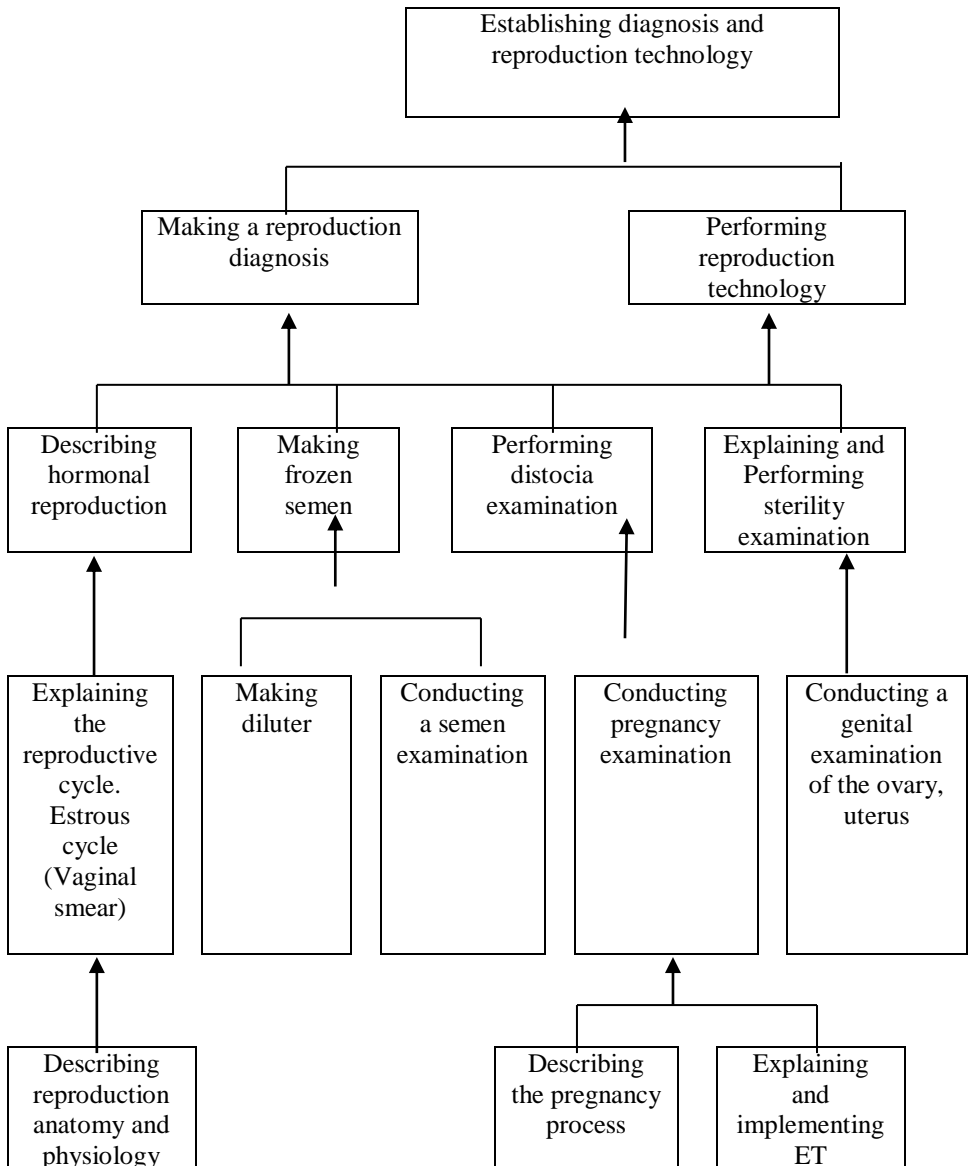 Establishing diagnosis and
reproduction technology
Making a reproduction
diagnosis
Performing
reproduction
technology
Describing
hormonal
reproduction
Making
frozen
semen
Performing
distocia
examination
Explaining and
Performing
sterility
examination
Explaining
the
reproductive
cycle.
Estrous
cycle
(Vaginal
smear)
Making
diluter
Conducting
a semen
examination
Conducting
pregnancy
examination
Conducting a
genital
examination
of the ovary,
uterus
Describing
reproduction
anatomy and
physiology
Describing
the pregnancy
process
Explaining
and
implementing
ET